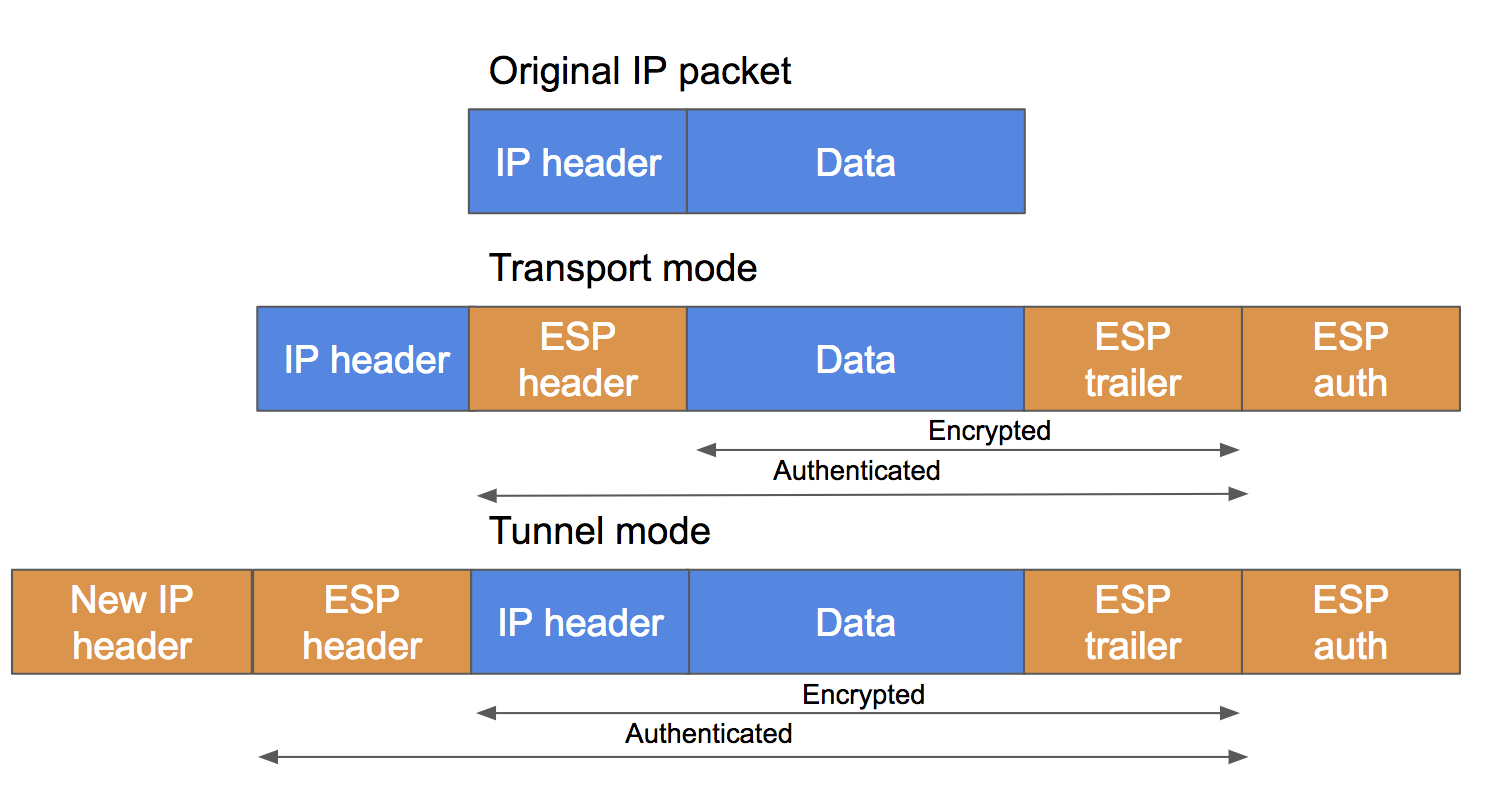 Original IP packet
IP header Data
Transport mode
IP header ESP header Data ESP trailer ESP auth
Encrypted
Authenticated
Tunnel mode
New IP header ESP header IP header Data ESP trailer ESP auth
Encrypted
Authenticated